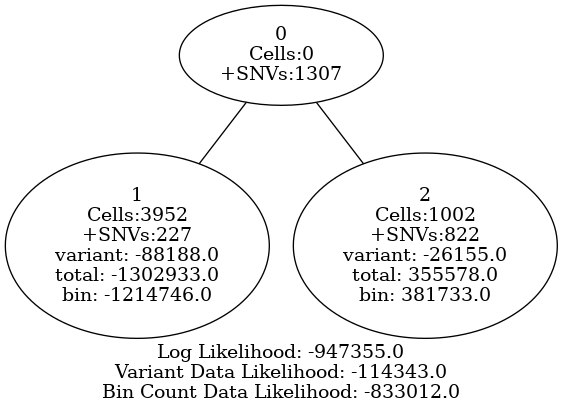 0
Cells:0
+SNVs:1307
1
Cells:3952
+SNVs:227
variant: -88188.0
total: -1302933.0
bin: -1214746.0
2
Cells:1002
+SNVs:822
variant: -26155.0
total: 355578.0
bin: 381733.0
Log Likelihood: -947355.0
Variant Data Likelihood: -114343.0
Bin Count Data Likelihood: -833012.0